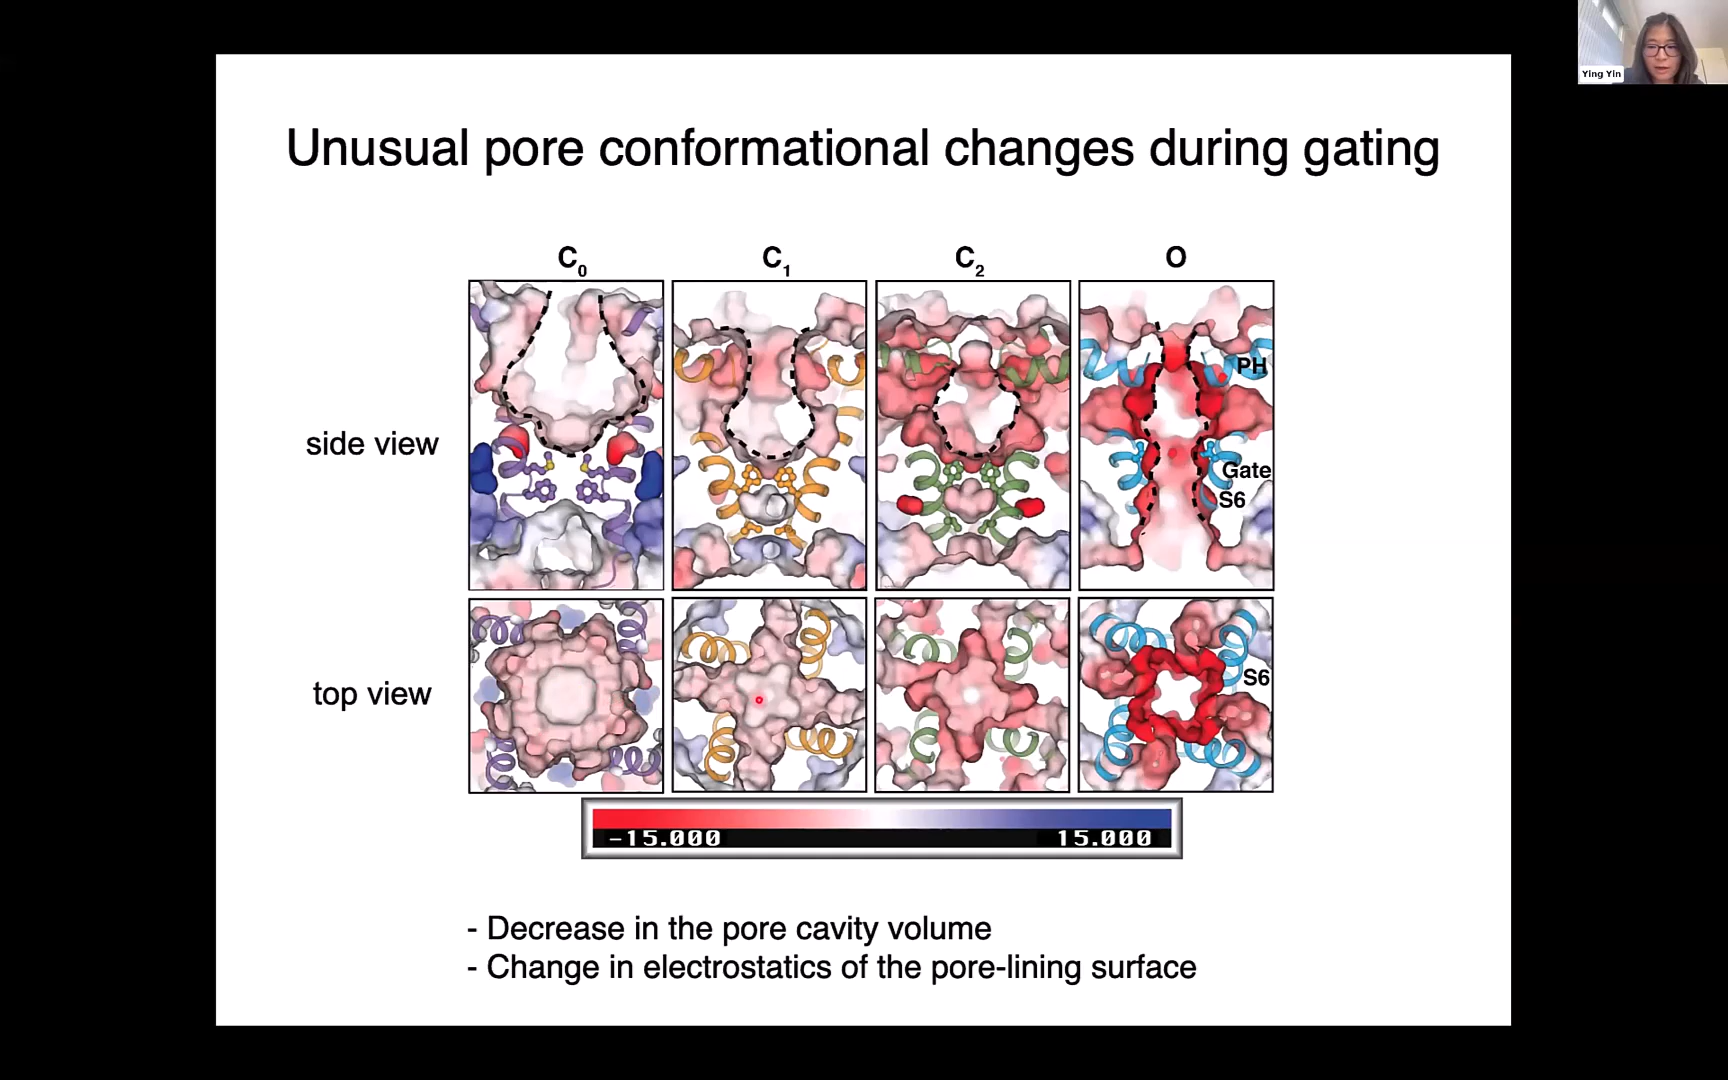 Ying Yin
Unusual pore conformational changes during gating
C0 C1 C2 O
side view
PH
Gate
S6
top view
S6
-15.000 15.000
- Decrease in the pore cavity volume
- Change in electrostatics of the pore-lining surface